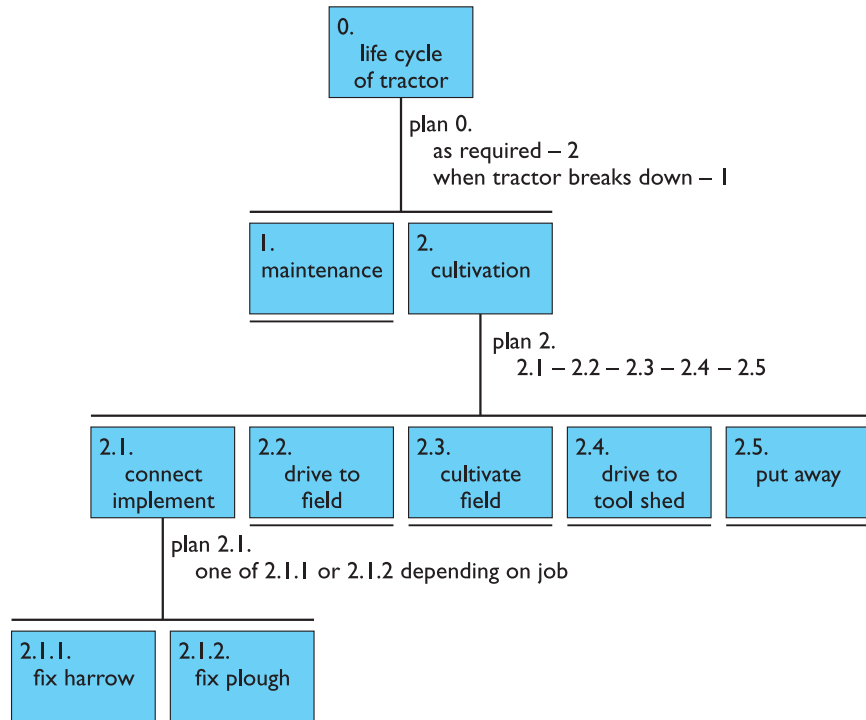 0.
life cycle
of tractor
plan 0.
as required – 2
when tractor breaks down – 1
1.
maintenance
2.
cultivation
plan 2.
2.1 – 2.2 – 2.3 – 2.4 – 2.5
2.1.
connect
implement
2.2.
drive to
field
2.3.
cultivate
field
2.4.
drive to
tool shed
2.5.
put away
plan 2.1.
one of 2.1.1 or 2.1.2 depending on job
2.1.1.
fix harrow
2.1.2.
fix plough